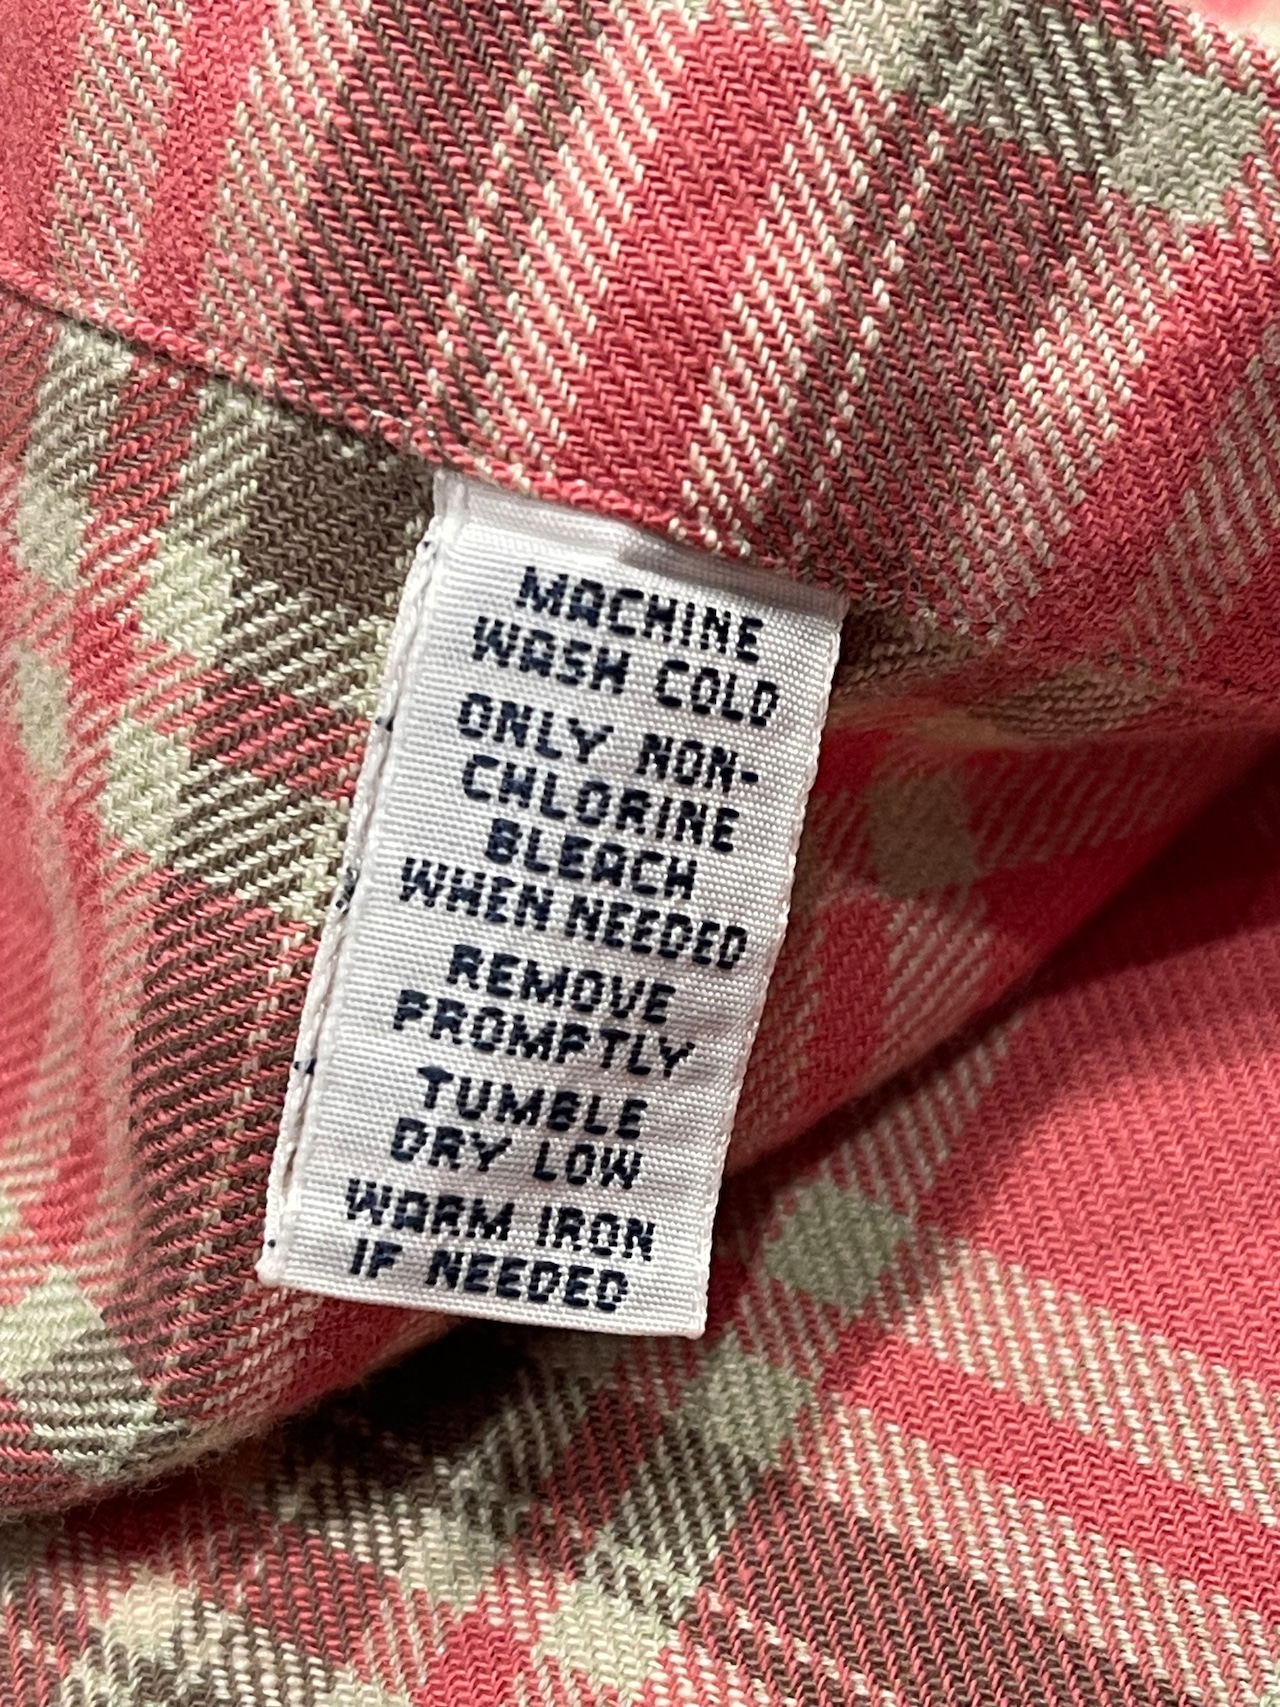 MACHINE
WASH COLD
ONLY NON-
CHLORINE
BLEACH
WHEN NEEDED
REMOVE
PROMPTLY
TUMBLE
DRY LOW
WARM IRON
IF NEEDED